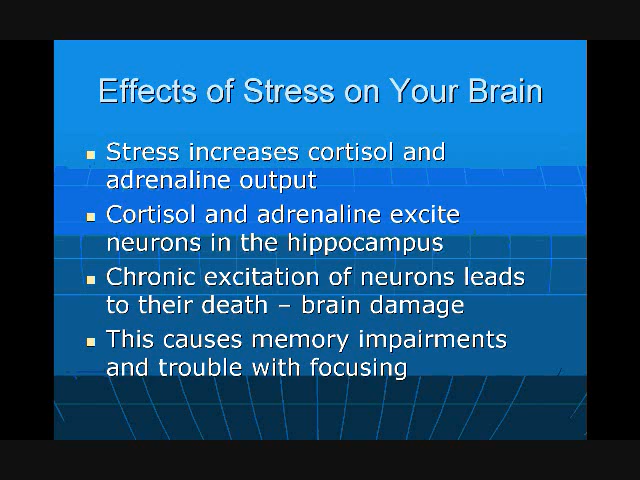 Effects of Stress on Your Brain
Stress increases cortisol and
adrenaline output
Cortisol and adrenaline excite
neurons in the hippocampus
Chronic excitation of neurons leads
to their death – brain damage
This causes memory impairments
and trouble with focusing